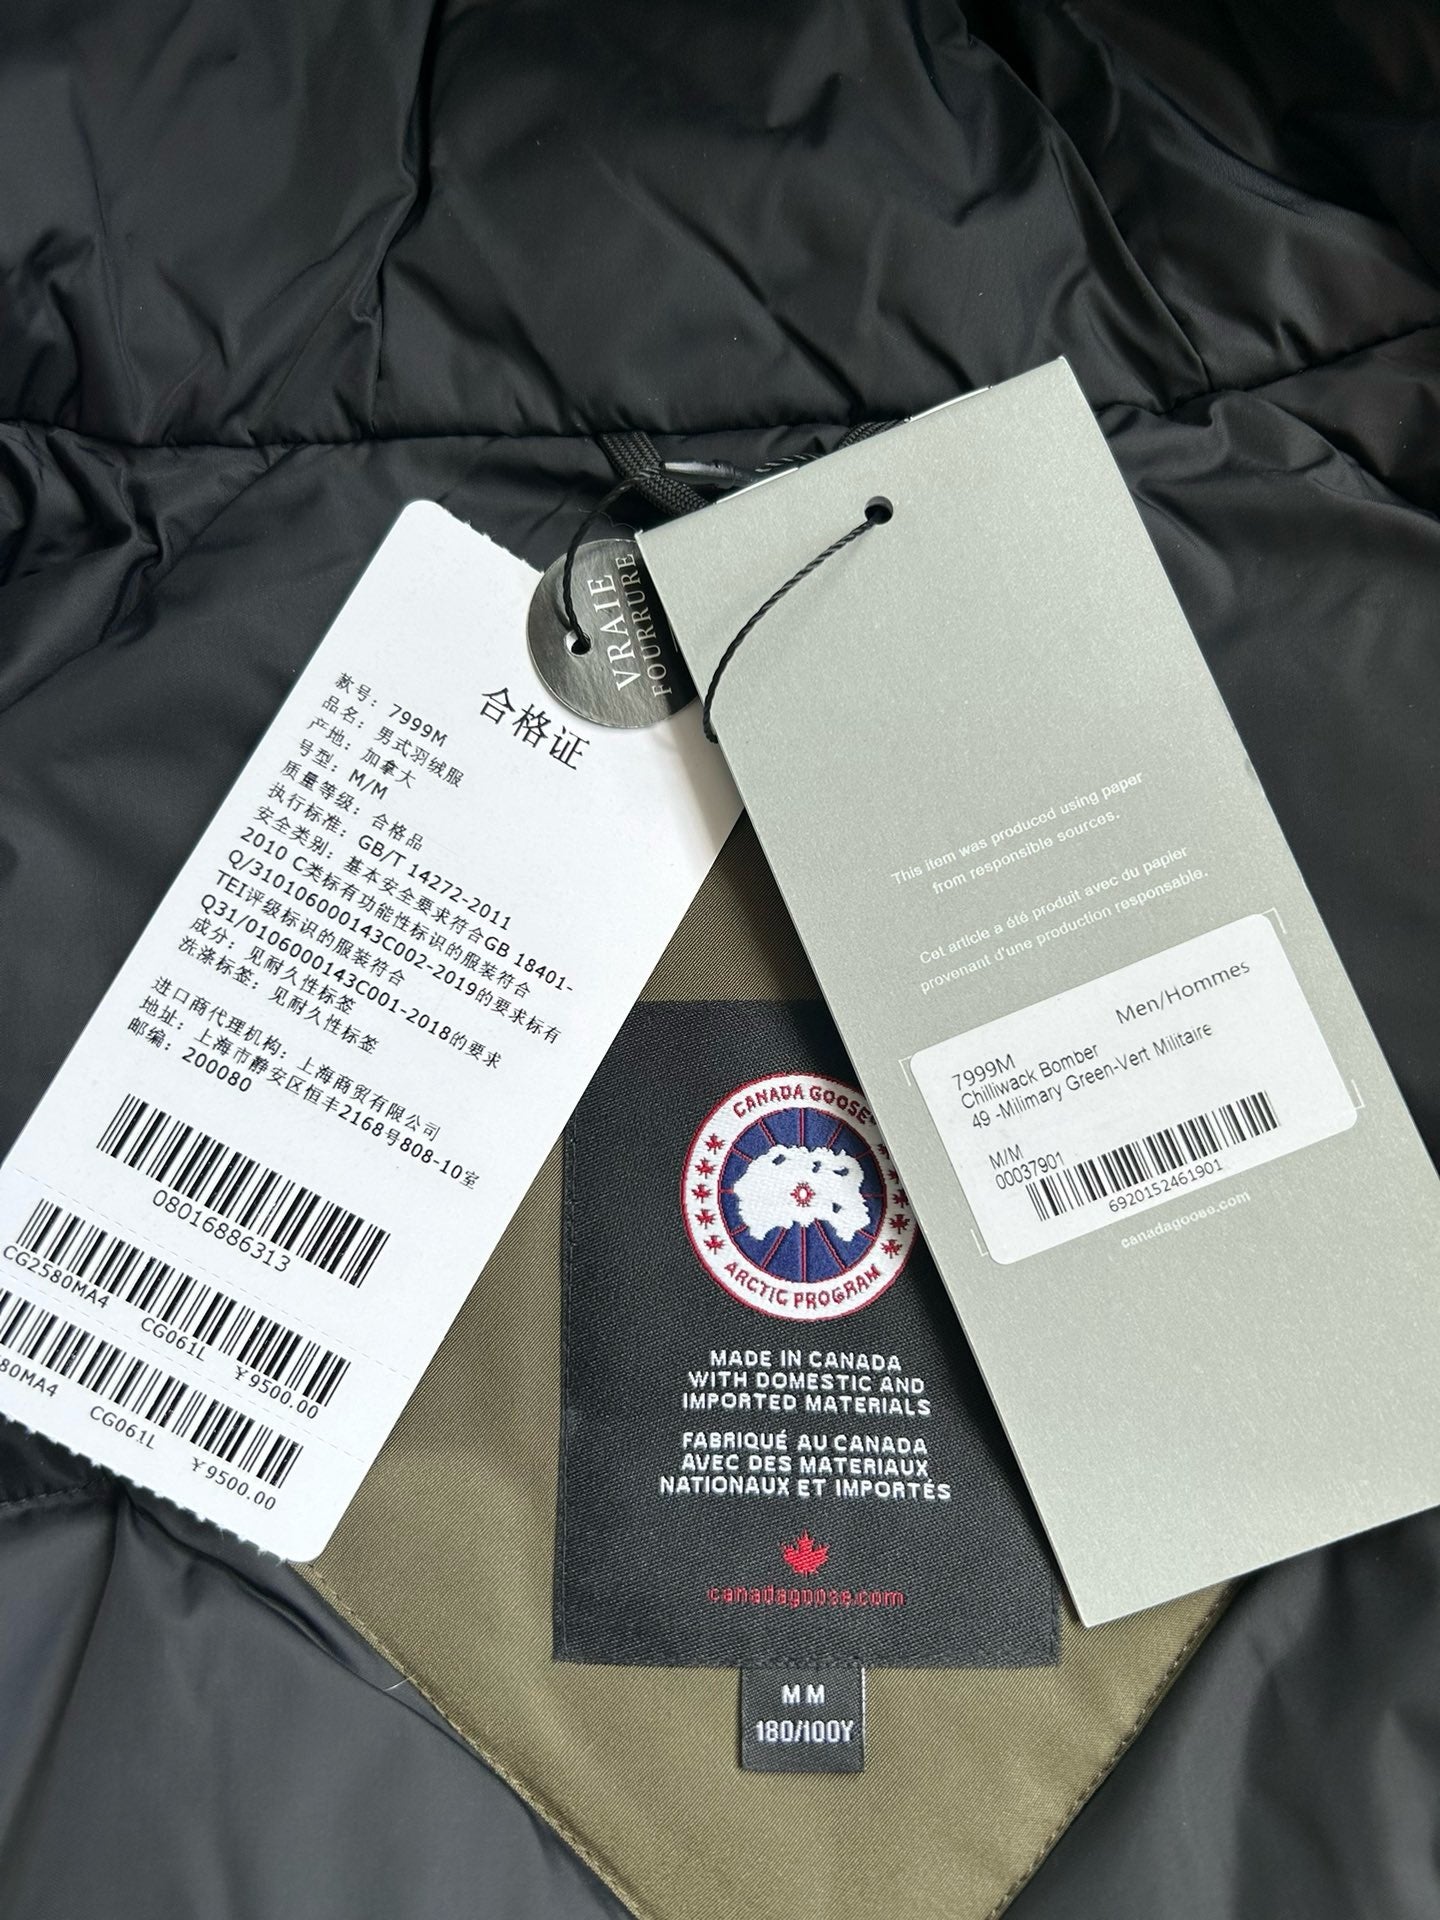 合格证
款号: 7999M
品名: 男式羽绒服
产地: 加拿大
号型: M/M
质量等级: 合格品
执行标准: GB/T 14272-2011
安全类别: 基本安全要求符合GB 18401-
2010 C类标有功能性标识的服装符合
Q/310106000143C002-2019的要求标有
TEI评级标识的服装符合
Q31/0106000143C001-2018的要求
成分: 见耐久性标签
洗涤标签: 见耐久性标签
进口商代理机构: 上海商贸有限公司
地址: 上海市静安区恒丰2168号808-10室
邮编: 200080
08016886313
CG2580MA4
CG061L
¥9500.00
80MA4
CG061L
¥9500.00
VRAIE
FOURRURE
This item was produced using paper
from responsible sources.
Cet article a été produit avec du papier
provenant d'une production responsable.
Men/Hommes
7999M
Chilliwack Bomber
49 -Milimary Green-Vert Militaire
M/M
00037901
6920152461901
canadagoose.com
CANADA GOOSE
ARCTIC PROGRAM
MADE IN CANADA
WITH DOMESTIC AND
IMPORTED MATERIALS
FABRIQUÉ AU CANADA
AVEC DES MATERIAUX
NATIONAUX ET IMPORTÉS
canadagoose.com
M M
180/100Y